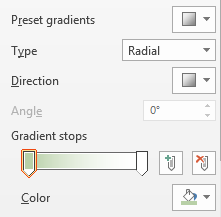 Preset gradients
Type Radial
Direction
Angle 0°
Gradient stops
Color